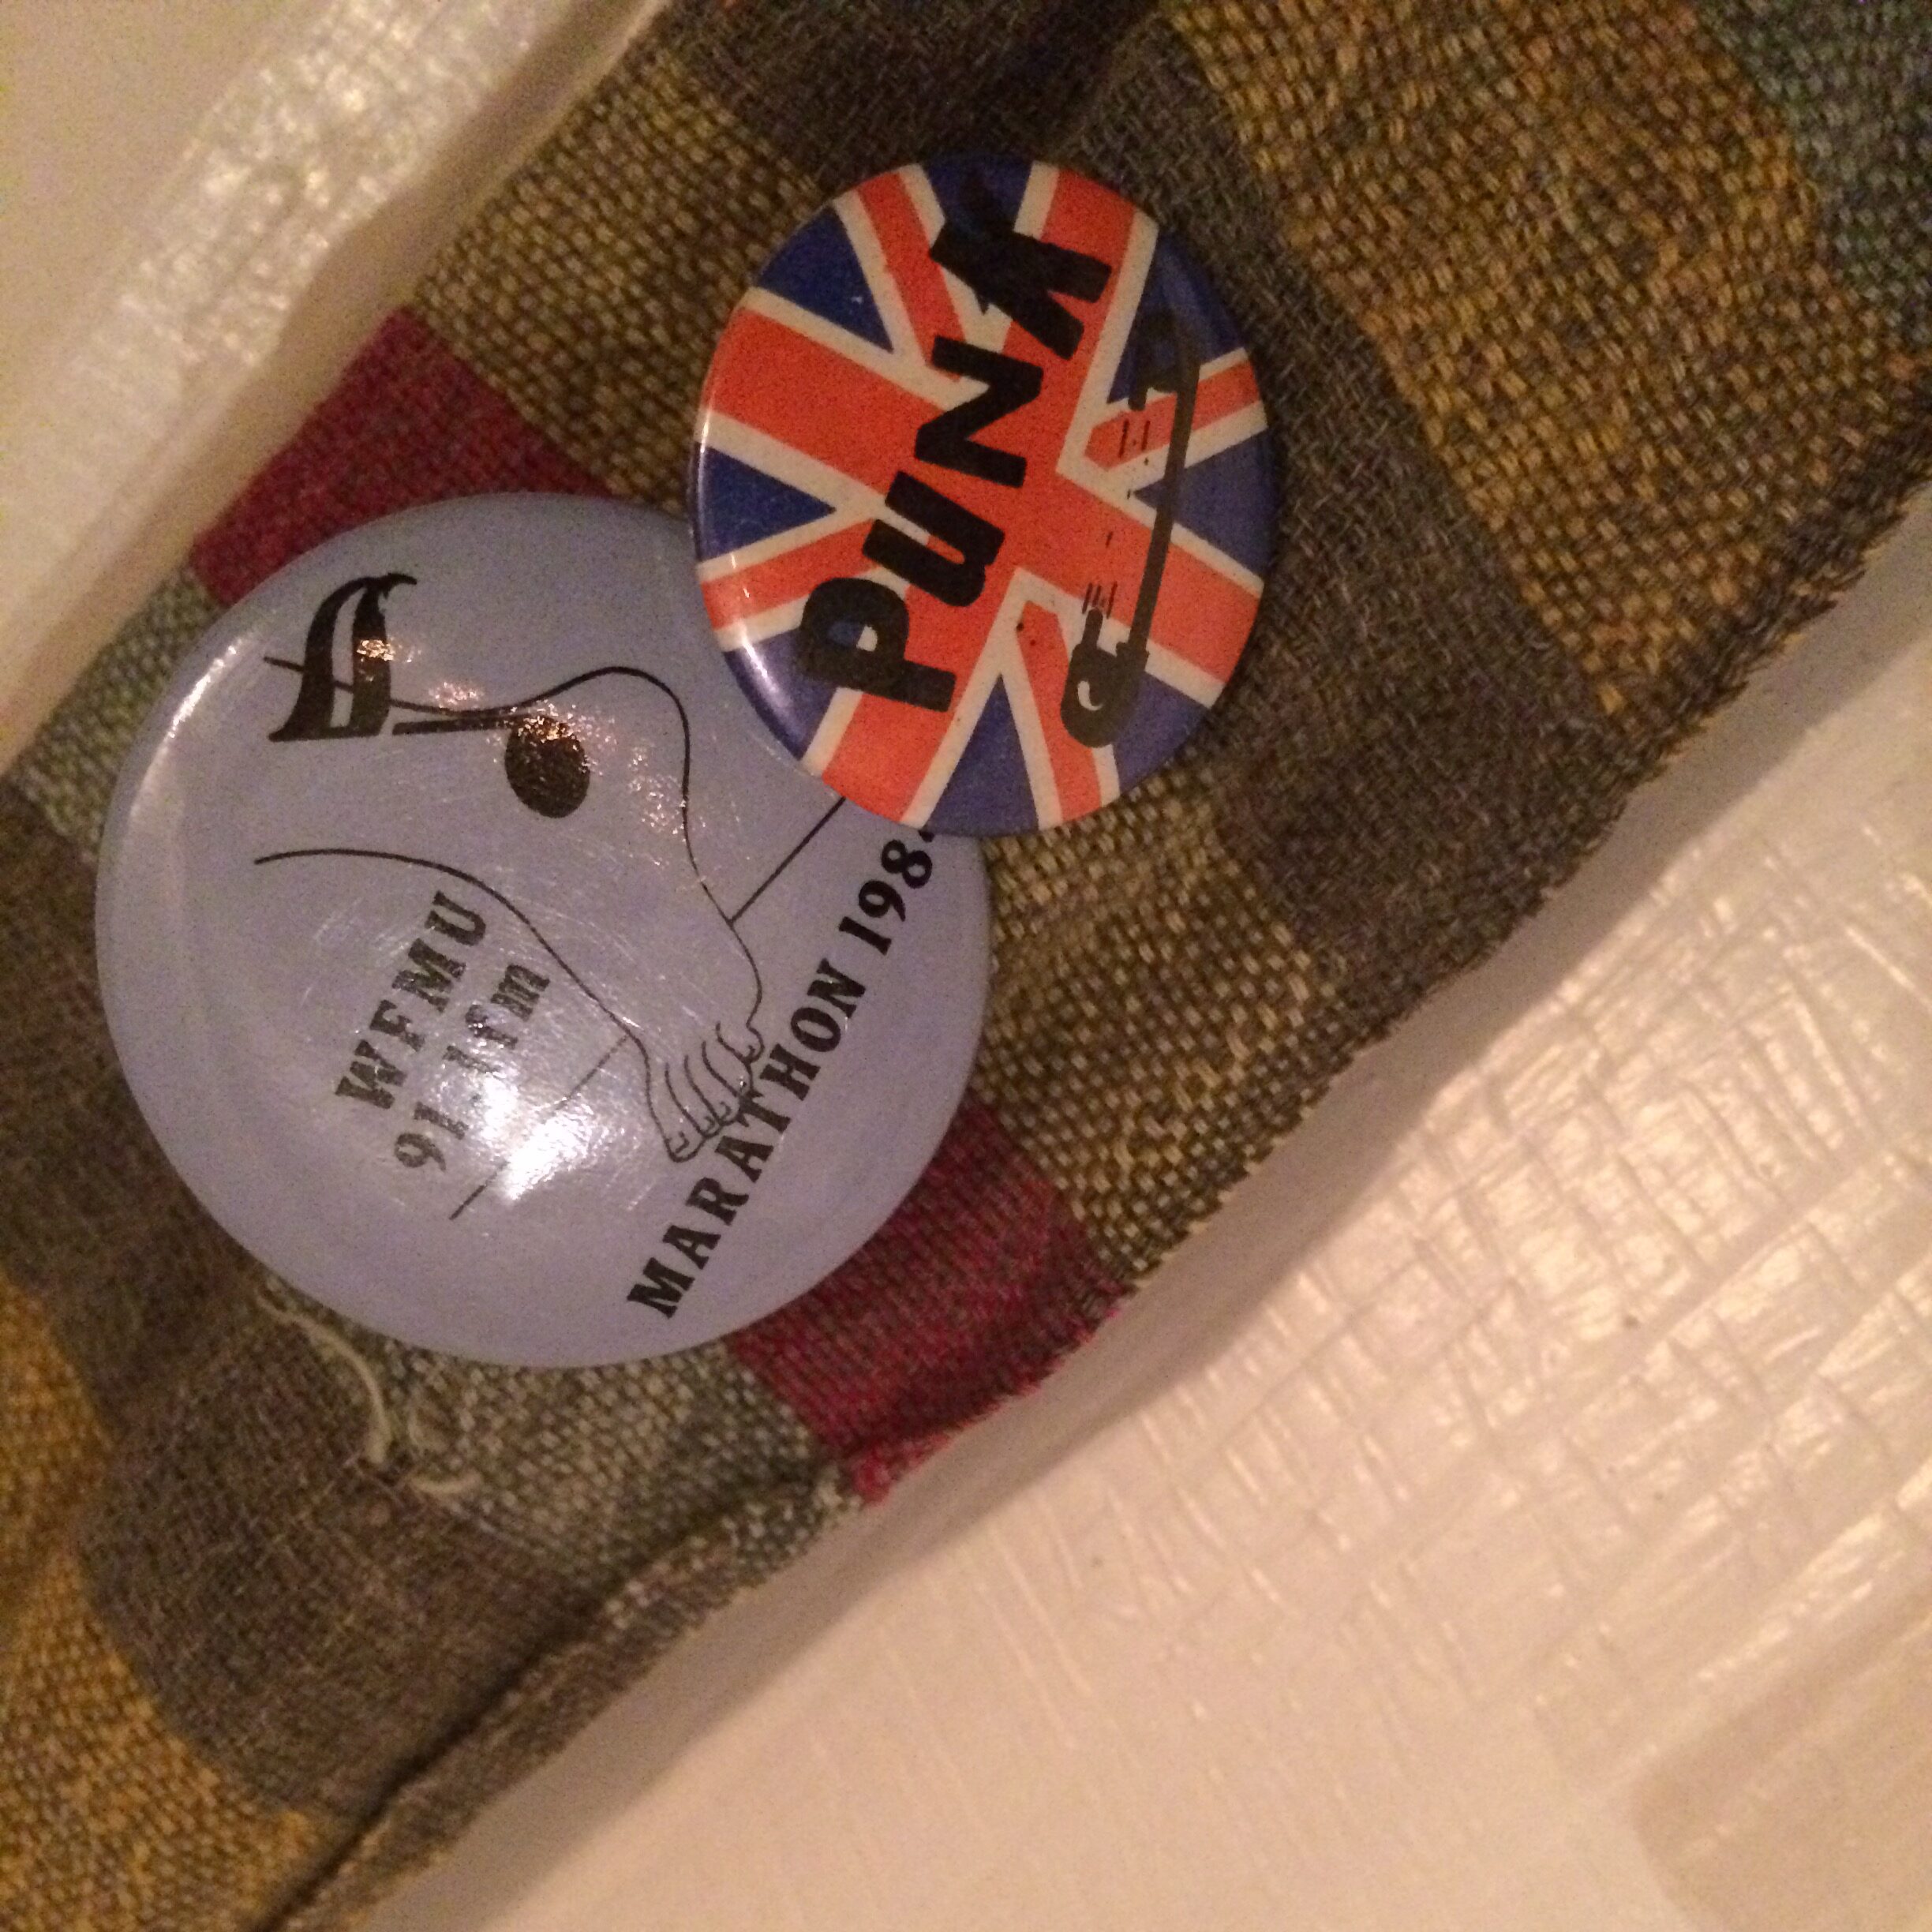 PUNK
WFMU
91.1fm
MARATHON 198